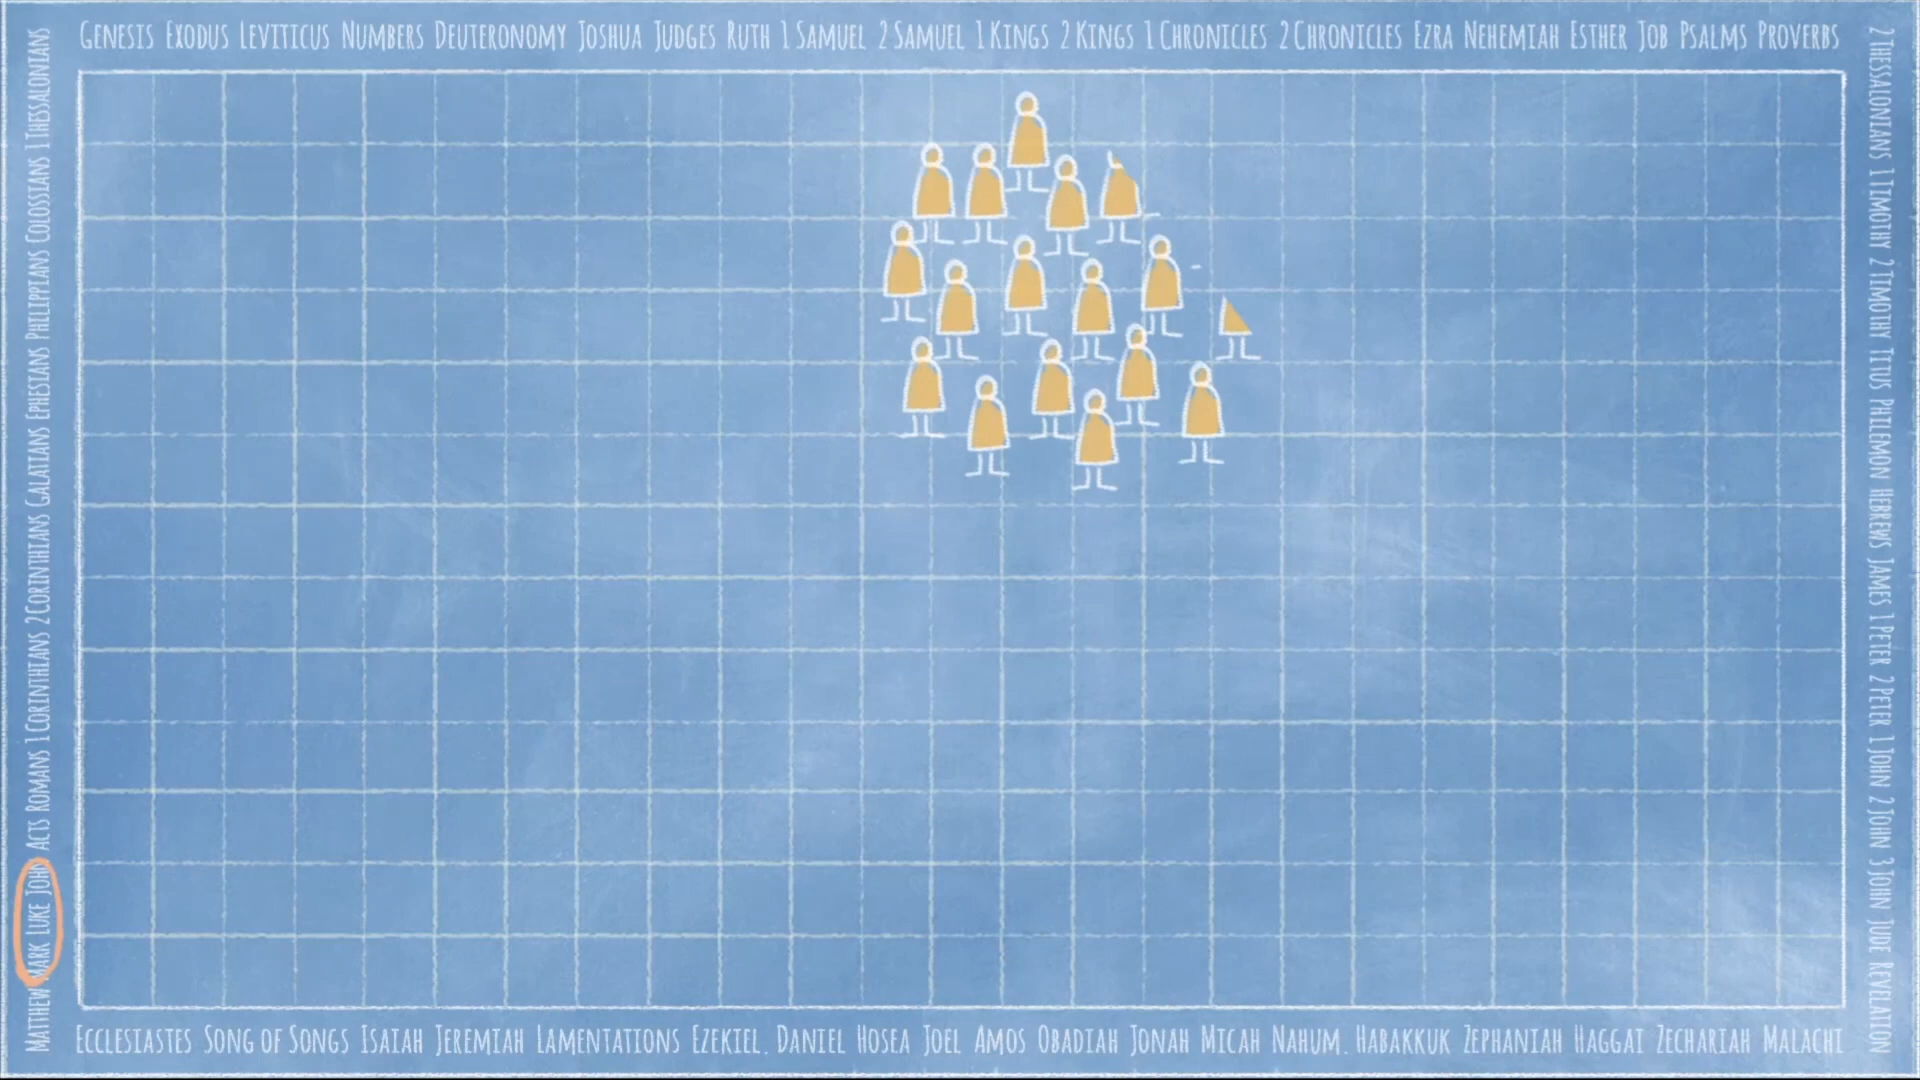 Genesis Exodus Leviticus Numbers Deuteronomy Joshua Judges Ruth 1 Samuel 2 Samuel 1 Kings 2 Kings 1 Chronicles 2 Chronicles Ezra Nehemiah Esther Job Psalms Proverbs
Matthew Mark Luke John Acts Romans 1 Corinthians 2 Corinthians Galatians Ephesians Philippians Colossians 1 Thessalonians
2 Thessalonians 1 Timothy 2 Timothy Titus Philemon Hebrews James 1 Peter 2 Peter 1 John 2 John 3 John Jude Revelation
Ecclesiastes Song of Songs Isaiah Jeremiah Lamentations Ezekiel. Daniel Hosea Joel Amos Obadiah Jonah Micah Nahum. Habakkuk Zephaniah Haggai Zechariah Malachi